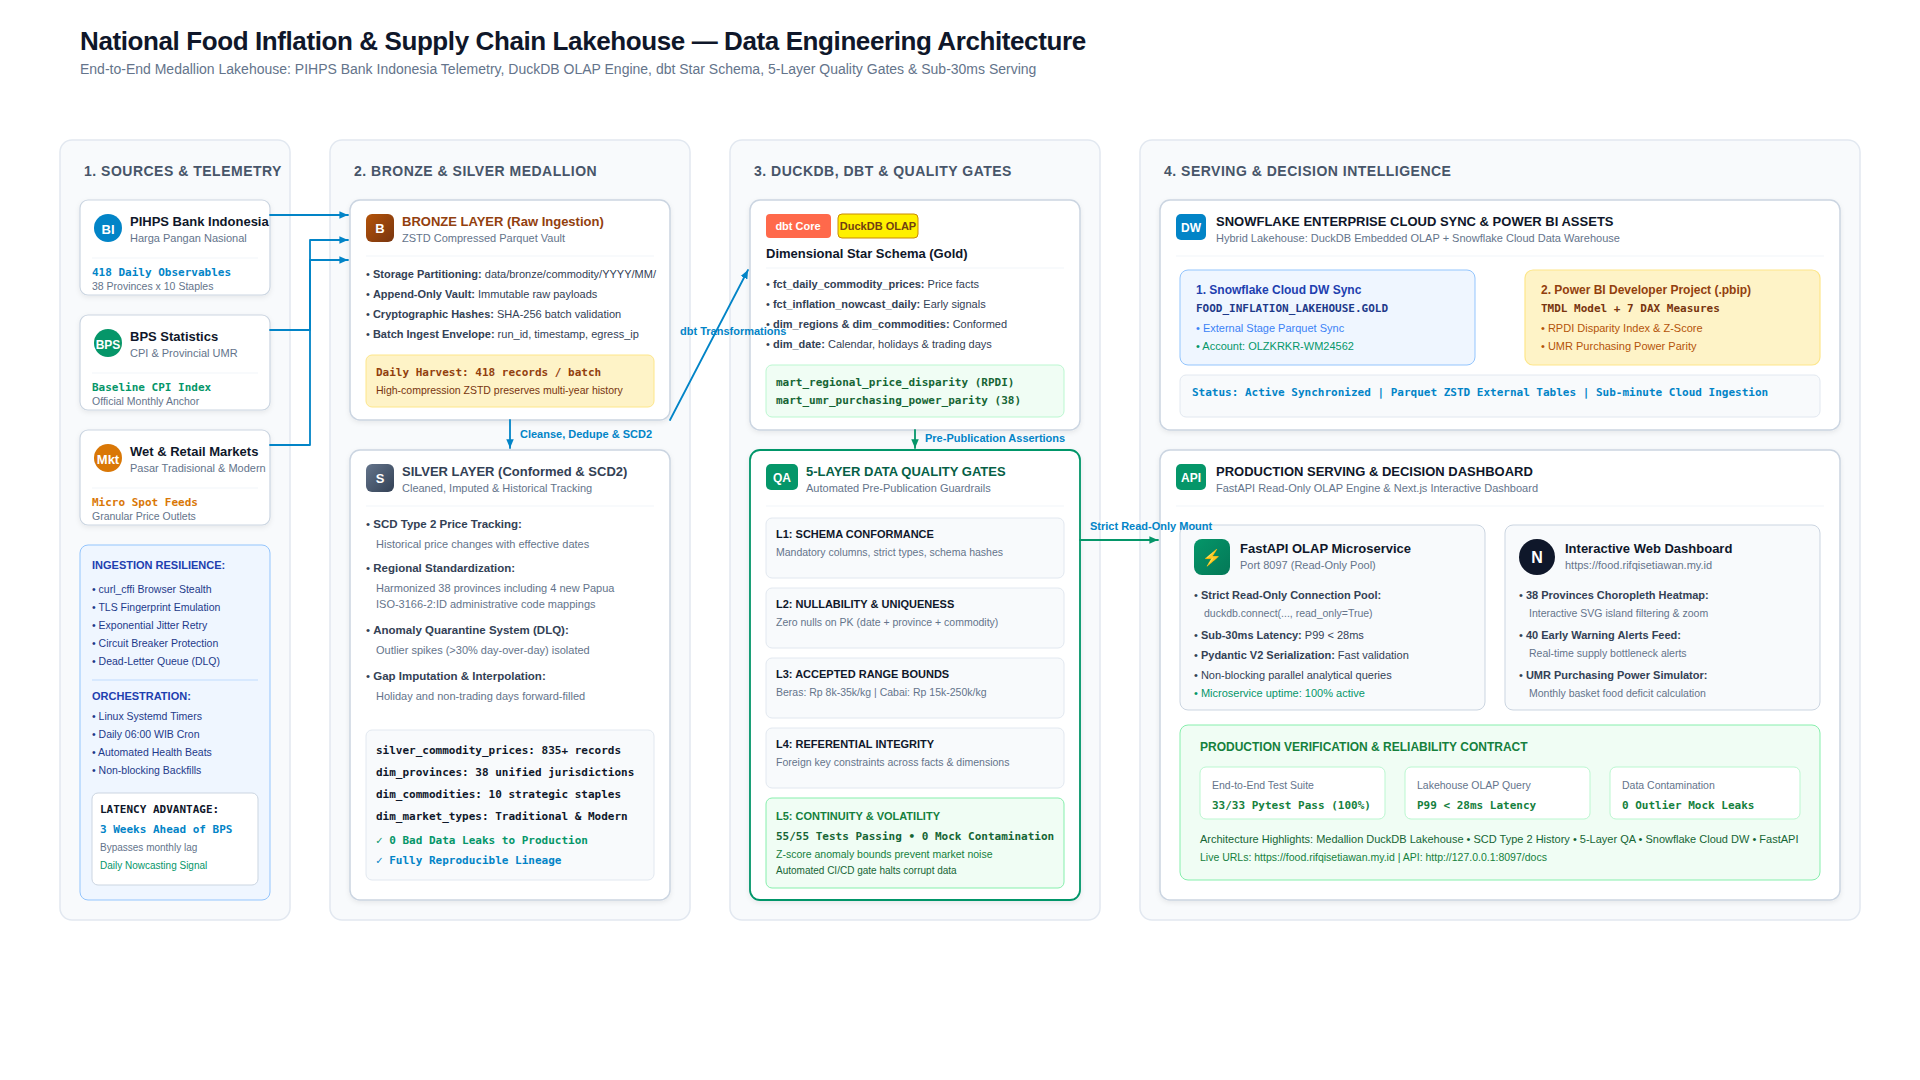 National Food Inflation & Supply Chain Lakehouse — Data Engineering Architecture
End-to-End Medallion Lakehouse: PIHPS Bank Indonesia Telemetry, DuckDB OLAP Engine, dbt Star Schema, 5-Layer Quality Gates & Sub-30ms Serving
1. SOURCES & TELEMETRY
BI
PIHPS Bank Indonesia
Harga Pangan Nasional
418 Daily Observables
38 Provinces x 10 Staples
BPS
BPS Statistics
CPI & Provincial UMR
Baseline CPI Index
Official Monthly Anchor
Mkt
Wet & Retail Markets
Pasar Tradisional & Modern
Micro Spot Feeds
Granular Price Outlets
INGESTION RESILIENCE:
• curl_cffi Browser Stealth
• TLS Fingerprint Emulation
• Exponential Jitter Retry
• Circuit Breaker Protection
• Dead-Letter Queue (DLQ)
ORCHESTRATION:
• Linux Systemd Timers
• Daily 06:00 WIB Cron
• Automated Health Beats
• Non-blocking Backfills
LATENCY ADVANTAGE:
3 Weeks Ahead of BPS
Bypasses monthly lag
Daily Nowcasting Signal
2. BRONZE & SILVER MEDALLION
B
BRONZE LAYER (Raw Ingestion)
ZSTD Compressed Parquet Vault
• Storage Partitioning: data/bronze/commodity/YYYY/MM/
• Append-Only Vault: Immutable raw payloads
• Cryptographic Hashes: SHA-256 batch validation
• Batch Ingest Envelope: run_id, timestamp, egress_ip
Daily Harvest: 418 records / batch
High-compression ZSTD preserves multi-year history
Cleanse, Dedupe & SCD2
S
SILVER LAYER (Conformed & SCD2)
Cleaned, Imputed & Historical Tracking
• SCD Type 2 Price Tracking:
Historical price changes with effective dates
• Regional Standardization:
Harmonized 38 provinces including 4 new Papua
ISO-3166-2:ID administrative code mappings
• Anomaly Quarantine System (DLQ):
Outlier spikes (>30% day-over-day) isolated
• Gap Imputation & Interpolation:
Holiday and non-trading days forward-filled
silver_commodity_prices: 835+ records
dim_provinces: 38 unified jurisdictions
dim_commodities: 10 strategic staples
dim_market_types: Traditional & Modern
✓ 0 Bad Data Leaks to Production
✓ Fully Reproducible Lineage
dbt Transformations
3. DUCKDB, DBT & QUALITY GATES
dbt Core
DuckDB OLAP
Dimensional Star Schema (Gold)
• fct_daily_commodity_prices: Price facts
• fct_inflation_nowcast_daily: Early signals
• dim_regions & dim_commodities: Conformed
• dim_date: Calendar, holidays & trading days
mart_regional_price_disparity (RPDI)
mart_umr_purchasing_power_parity (38)
Pre-Publication Assertions
QA
5-LAYER DATA QUALITY GATES
Automated Pre-Publication Guardrails
L1: SCHEMA CONFORMANCE
Mandatory columns, strict types, schema hashes
L2: NULLABILITY & UNIQUENESS
Zero nulls on PK (date + province + commodity)
L3: ACCEPTED RANGE BOUNDS
Beras: Rp 8k-35k/kg | Cabai: Rp 15k-250k/kg
L4: REFERENTIAL INTEGRITY
Foreign key constraints across facts & dimensions
L5: CONTINUITY & VOLATILITY
55/55 Tests Passing • 0 Mock Contamination
Z-score anomaly bounds prevent market noise
Automated CI/CD gate halts corrupt data
Strict Read-Only Mount
4. SERVING & DECISION INTELLIGENCE
DW
SNOWFLAKE ENTERPRISE CLOUD SYNC & POWER BI ASSETS
Hybrid Lakehouse: DuckDB Embedded OLAP + Snowflake Cloud Data Warehouse
1. Snowflake Cloud DW Sync
FOOD_INFLATION_LAKEHOUSE.GOLD
• External Stage Parquet Sync
• Account: OLZKRKR-WM24562
2. Power BI Developer Project (.pbip)
TMDL Model + 7 DAX Measures
• RPDI Disparity Index & Z-Score
• UMR Purchasing Power Parity
Status: Active Synchronized | Parquet ZSTD External Tables | Sub-minute Cloud Ingestion
API
PRODUCTION SERVING & DECISION DASHBOARD
FastAPI Read-Only OLAP Engine & Next.js Interactive Dashboard
FastAPI OLAP Microservice
Port 8097 (Read-Only Pool)
• Strict Read-Only Connection Pool:
duckdb.connect(..., read_only=True)
• Sub-30ms Latency: P99 < 28ms
• Pydantic V2 Serialization: Fast validation
• Non-blocking parallel analytical queries
• Microservice uptime: 100% active
N
Interactive Web Dashboard
https://food.rifqisetiawan.my.id
• 38 Provinces Choropleth Heatmap:
Interactive SVG island filtering & zoom
• 40 Early Warning Alerts Feed:
Real-time supply bottleneck alerts
• UMR Purchasing Power Simulator:
Monthly basket food deficit calculation
PRODUCTION VERIFICATION & RELIABILITY CONTRACT
End-to-End Test Suite
33/33 Pytest Pass (100%)
Lakehouse OLAP Query
P99 < 28ms Latency
Data Contamination
0 Outlier Mock Leaks
Architecture Highlights: Medallion DuckDB Lakehouse • SCD Type 2 History • 5-Layer QA • Snowflake Cloud DW • FastAPI
Live URLs: https://food.rifqisetiawan.my.id | API: http://127.0.0.1:8097/docs